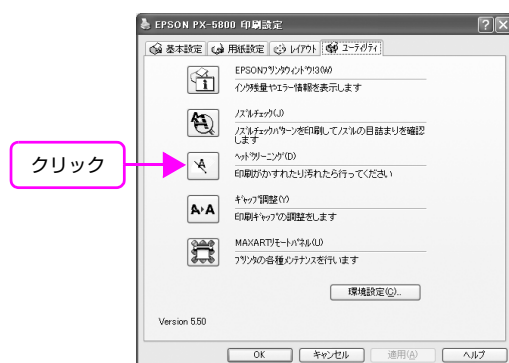 EPSON PX-5800 印刷設定
基本設定 用紙設定 レイアウト ユーティリティ
EPSONプリンタウィンドウ!3(W)
インク残量やエラー情報を表示します
ノズルチェック(J)
ノズルチェックパターンを印刷してノズルの目詰まりを確認
します
クリック
ヘッドクリーニング(D)
印刷がかすれたり汚れたら行ってください
ギャップ調整(Y)
印刷ギャップの調整をします
MAXARTリモートパネル(U)
プリンタの各種メンテナンスを行います
環境設定(C)...
Version 5.50
OK キャンセル 適用(A) ヘルプ